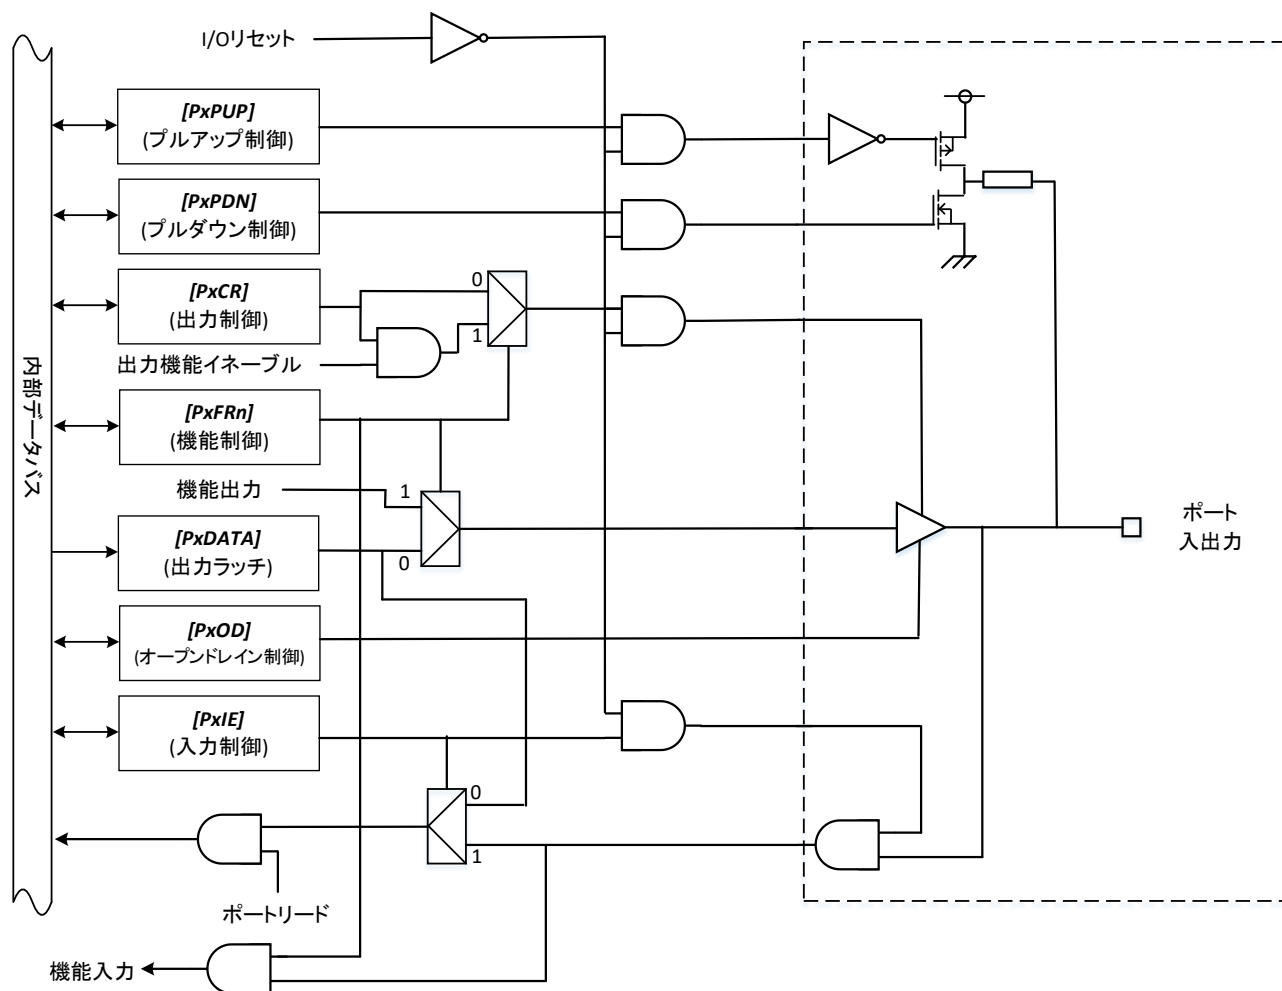 I/Oリセット
[PxPUP]
(プルアップ制御)
[PxPDN]
(プルダウン制御)
[PxCR]
(出力制御)
0
1
出力機能イネーブル
内部データバス
[PxFRn]
(機能制御)
機能出力
1
0
[PxDATA]
(出力ラッチ)
ポート
入出力
[PxOD]
(オープンドレイン制御)
[PxIE]
(入力制御)
0
1
ポートリード
機能入力